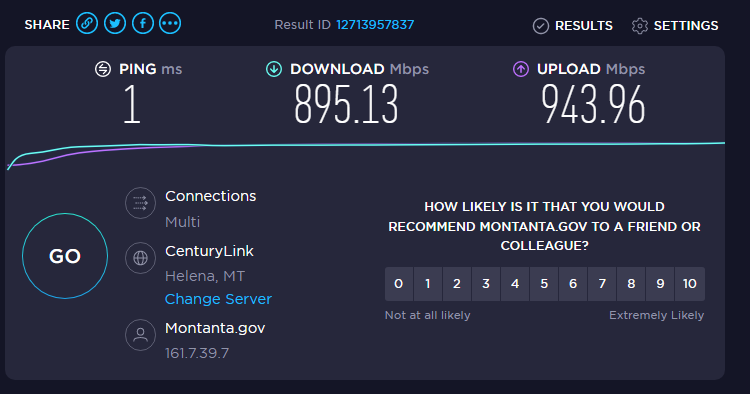 SHARE
Result ID 12713957837
RESULTS
SETTINGS
PING ms
1
DOWNLOAD Mbps
895.13
UPLOAD Mbps
943.96
GO
Connections
Multi
CenturyLink
Helena, MT
Change Server
Montanta.gov
161.7.39.7
HOW LIKELY IS IT THAT YOU WOULD
RECOMMEND MONTANTA.GOV TO A FRIEND OR
COLLEAGUE?
0 1 2 3 4 5 6 7 8 9 10
Not at all likely
Extremely Likely